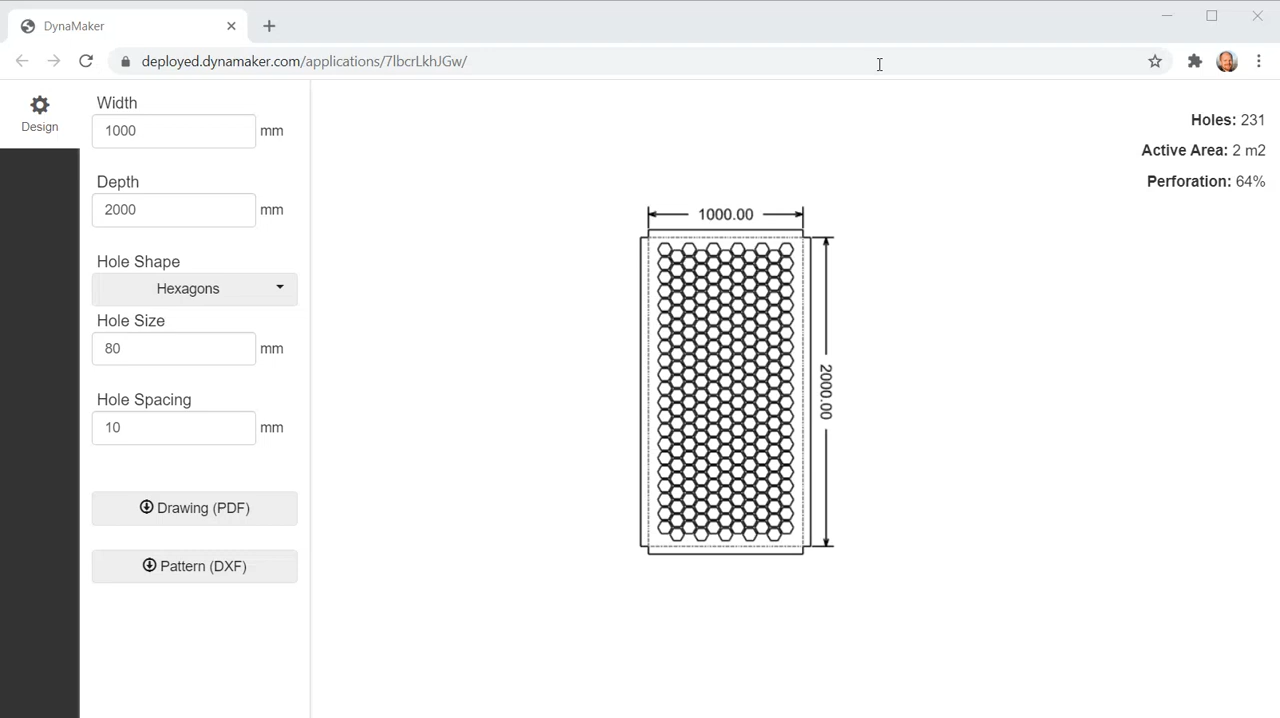 DynaMaker
deployed.dynamaker.com/applications/7lbcrLkhJGw/
Design
Width
1000 mm
Depth
2000 mm
Hole Shape
Hexagons
Hole Size
80 mm
Hole Spacing
10 mm
Drawing (PDF)
Pattern (DXF)
1000.00
2000.00
Holes: 231
Active Area: 2 m2
Perforation: 64%